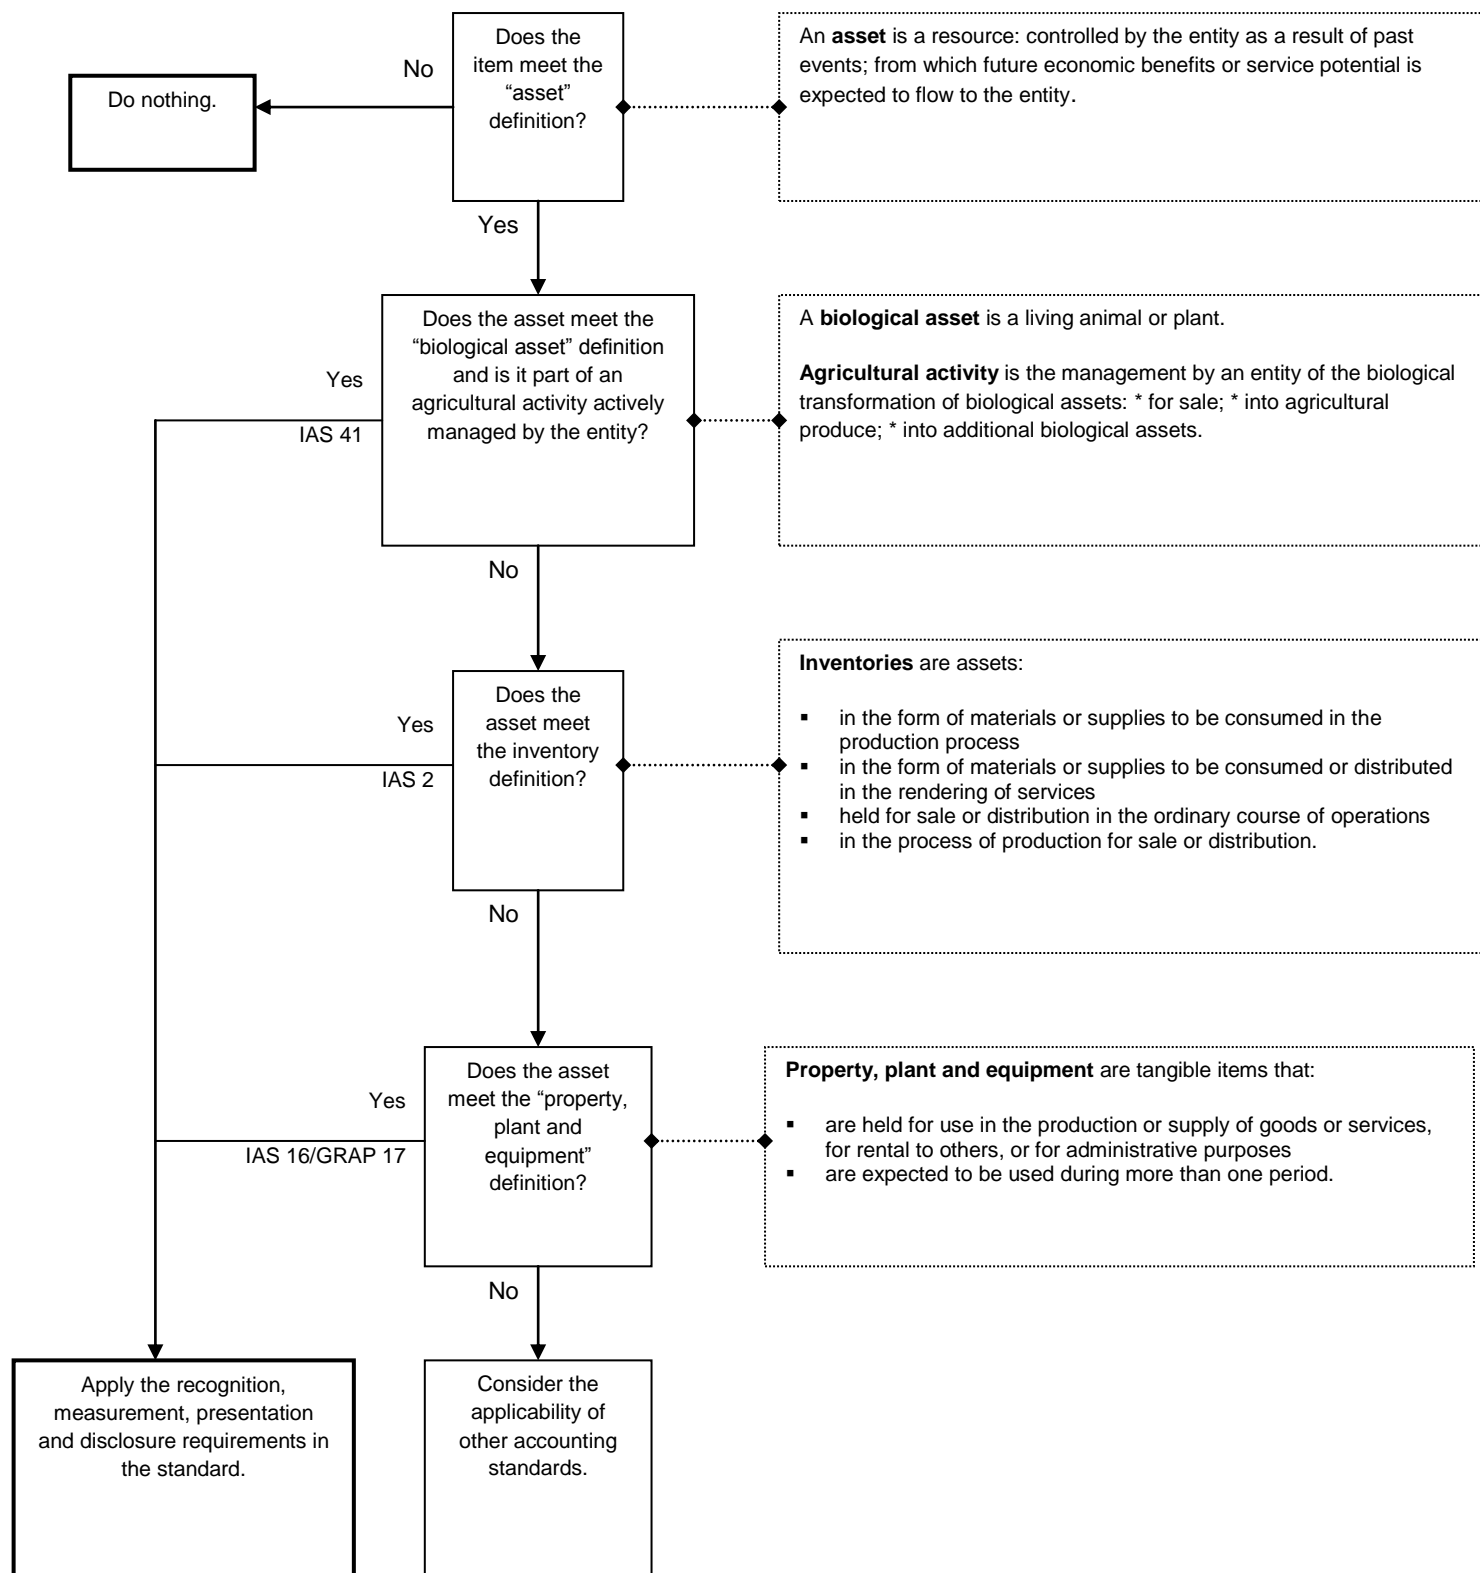 Does the
item meet the
“asset”
definition?
No
Do nothing.
An asset is a resource: controlled by the entity as a result of past
events; from which future economic benefits or service potential is
expected to flow to the entity.
Yes
Does the asset meet the
“biological asset” definition
and is it part of an
agricultural activity actively
managed by the entity?
Yes
IAS 41
A biological asset is a living animal or plant.
Agricultural activity is the management by an entity of the biological
transformation of biological assets: * for sale; * into agricultural
produce; * into additional biological assets.
No
Does the
asset meet
the inventory
definition?
Yes
IAS 2
Inventories are assets:
▪ in the form of materials or supplies to be consumed in the
production process
▪ in the form of materials or supplies to be consumed or distributed
in the rendering of services
▪ held for sale or distribution in the ordinary course of operations
▪ in the process of production for sale or distribution.
No
Does the asset
meet the “property,
plant and
equipment”
definition?
Yes
IAS 16/GRAP 17
Property, plant and equipment are tangible items that:
▪ are held for use in the production or supply of goods or services,
for rental to others, or for administrative purposes
▪ are expected to be used during more than one period.
No
Apply the recognition,
measurement, presentation
and disclosure requirements in
the standard.
Consider the
applicability of
other accounting
standards.